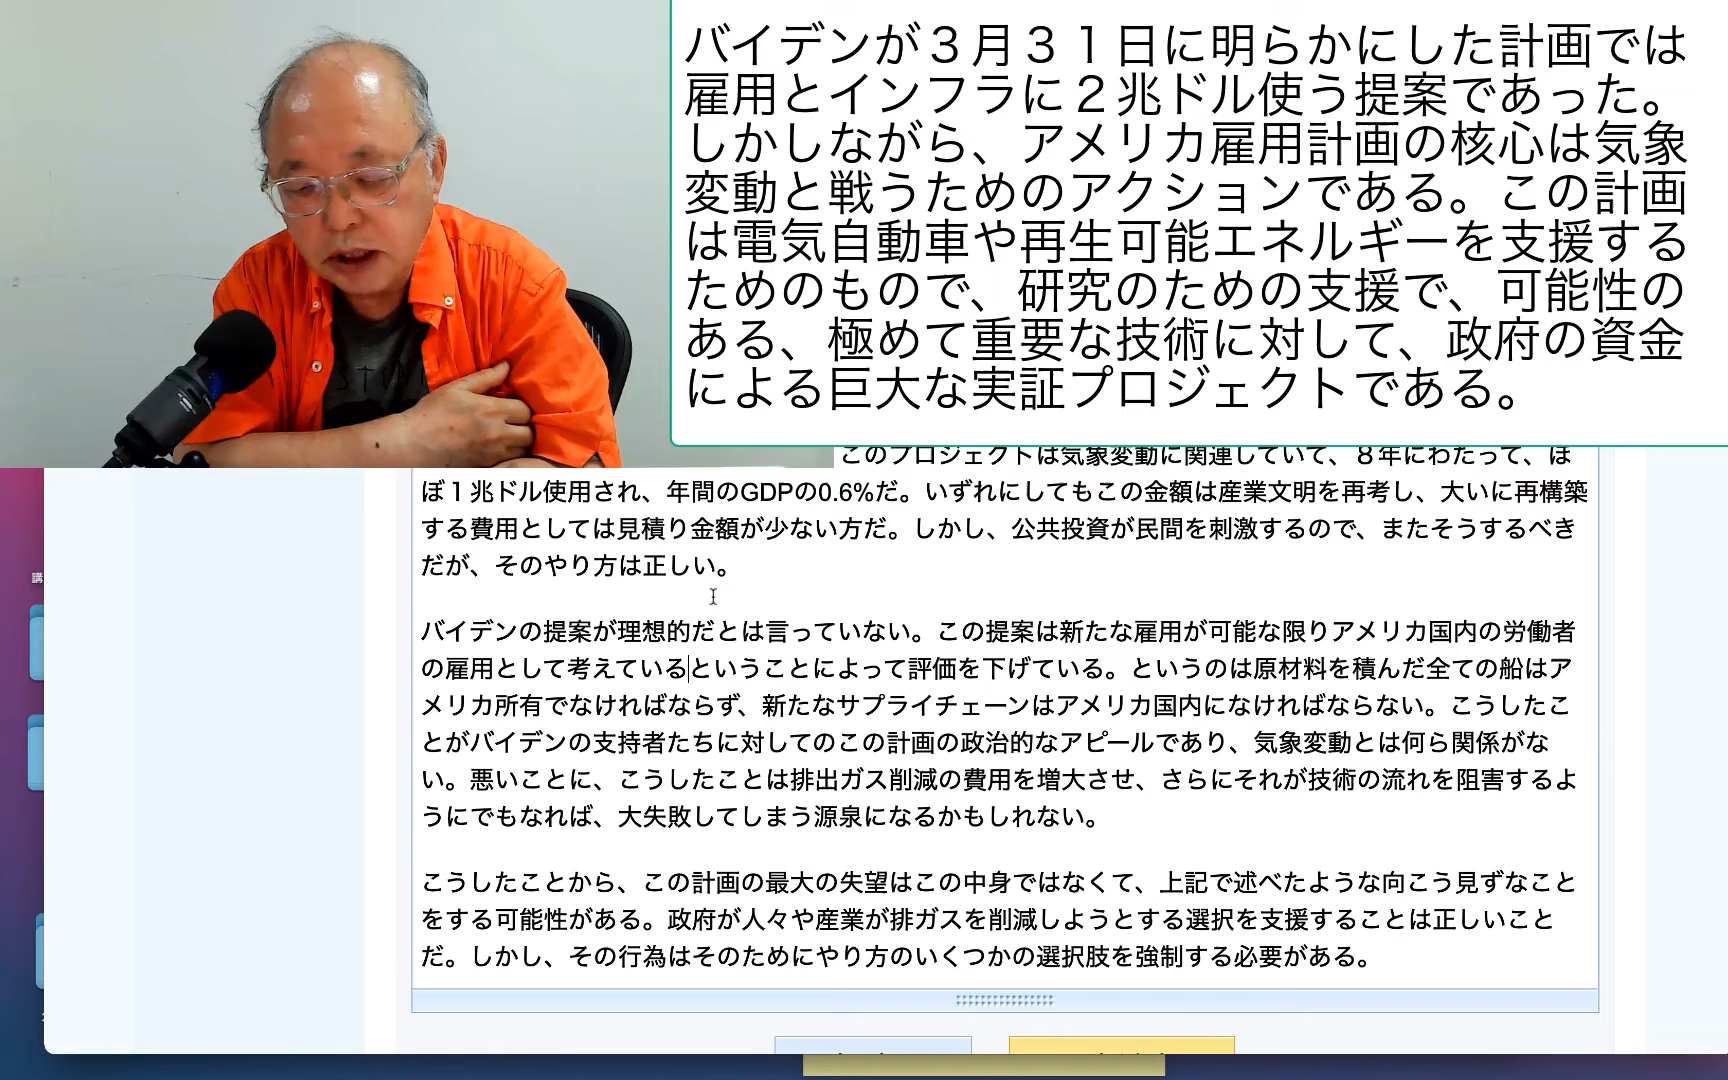 バイデンが３月３１日に明らかにした計画では
雇用とインフラに２兆ドル使う提案であった。
しかしながら、アメリカ雇用計画の核心は気象
変動と戦うためのアクションである。この計画
は電気自動車や再生可能エネルギーを支援する
ためのもので、研究のための支援で、可能性の
ある、極めて重要な技術に対して、政府の資金
による巨大な実証プロジェクトである。
このプロジェクトは気象変動に関連していて、８年にわたって、ほ
ぼ１兆ドル使用され、年間のGDPの0.6%だ。いずれにしてもこの金額は産業文明を再考し、大いに再構築
する費用としては見積り金額が少ない方だ。しかし、公共投資が民間を刺激するので、またそうするべき
だが、そのやり方は正しい。
バイデンの提案が理想的だとは言っていない。この提案は新たな雇用が可能な限りアメリカ国内の労働者
の雇用として考えているということによって評価を下げている。というのは原材料を積んだ全ての船はア
メリカ所有でなければならず、新たなサプライチェーンはアメリカ国内になければならない。こうしたこ
とがバイデンの支持者たちに対してのこの計画の政治的なアピールであり、気象変動とは何ら関係がな
い。悪いことに、こうしたことは排出ガス削減の費用を増大させ、さらにそれが技術の流れを阻害するよ
うにでもなれば、大失敗してしまう源泉になるかもしれない。
こうしたことから、この計画の最大の失望はこの中身ではなくて、上記で述べたような向こう見ずなこと
をする可能性がある。政府が人々や産業が排ガスを削減しようとする選択を支援することは正しいこと
だ。しかし、その行為はそのためにやり方のいくつかの選択肢を強制する必要がある。
講